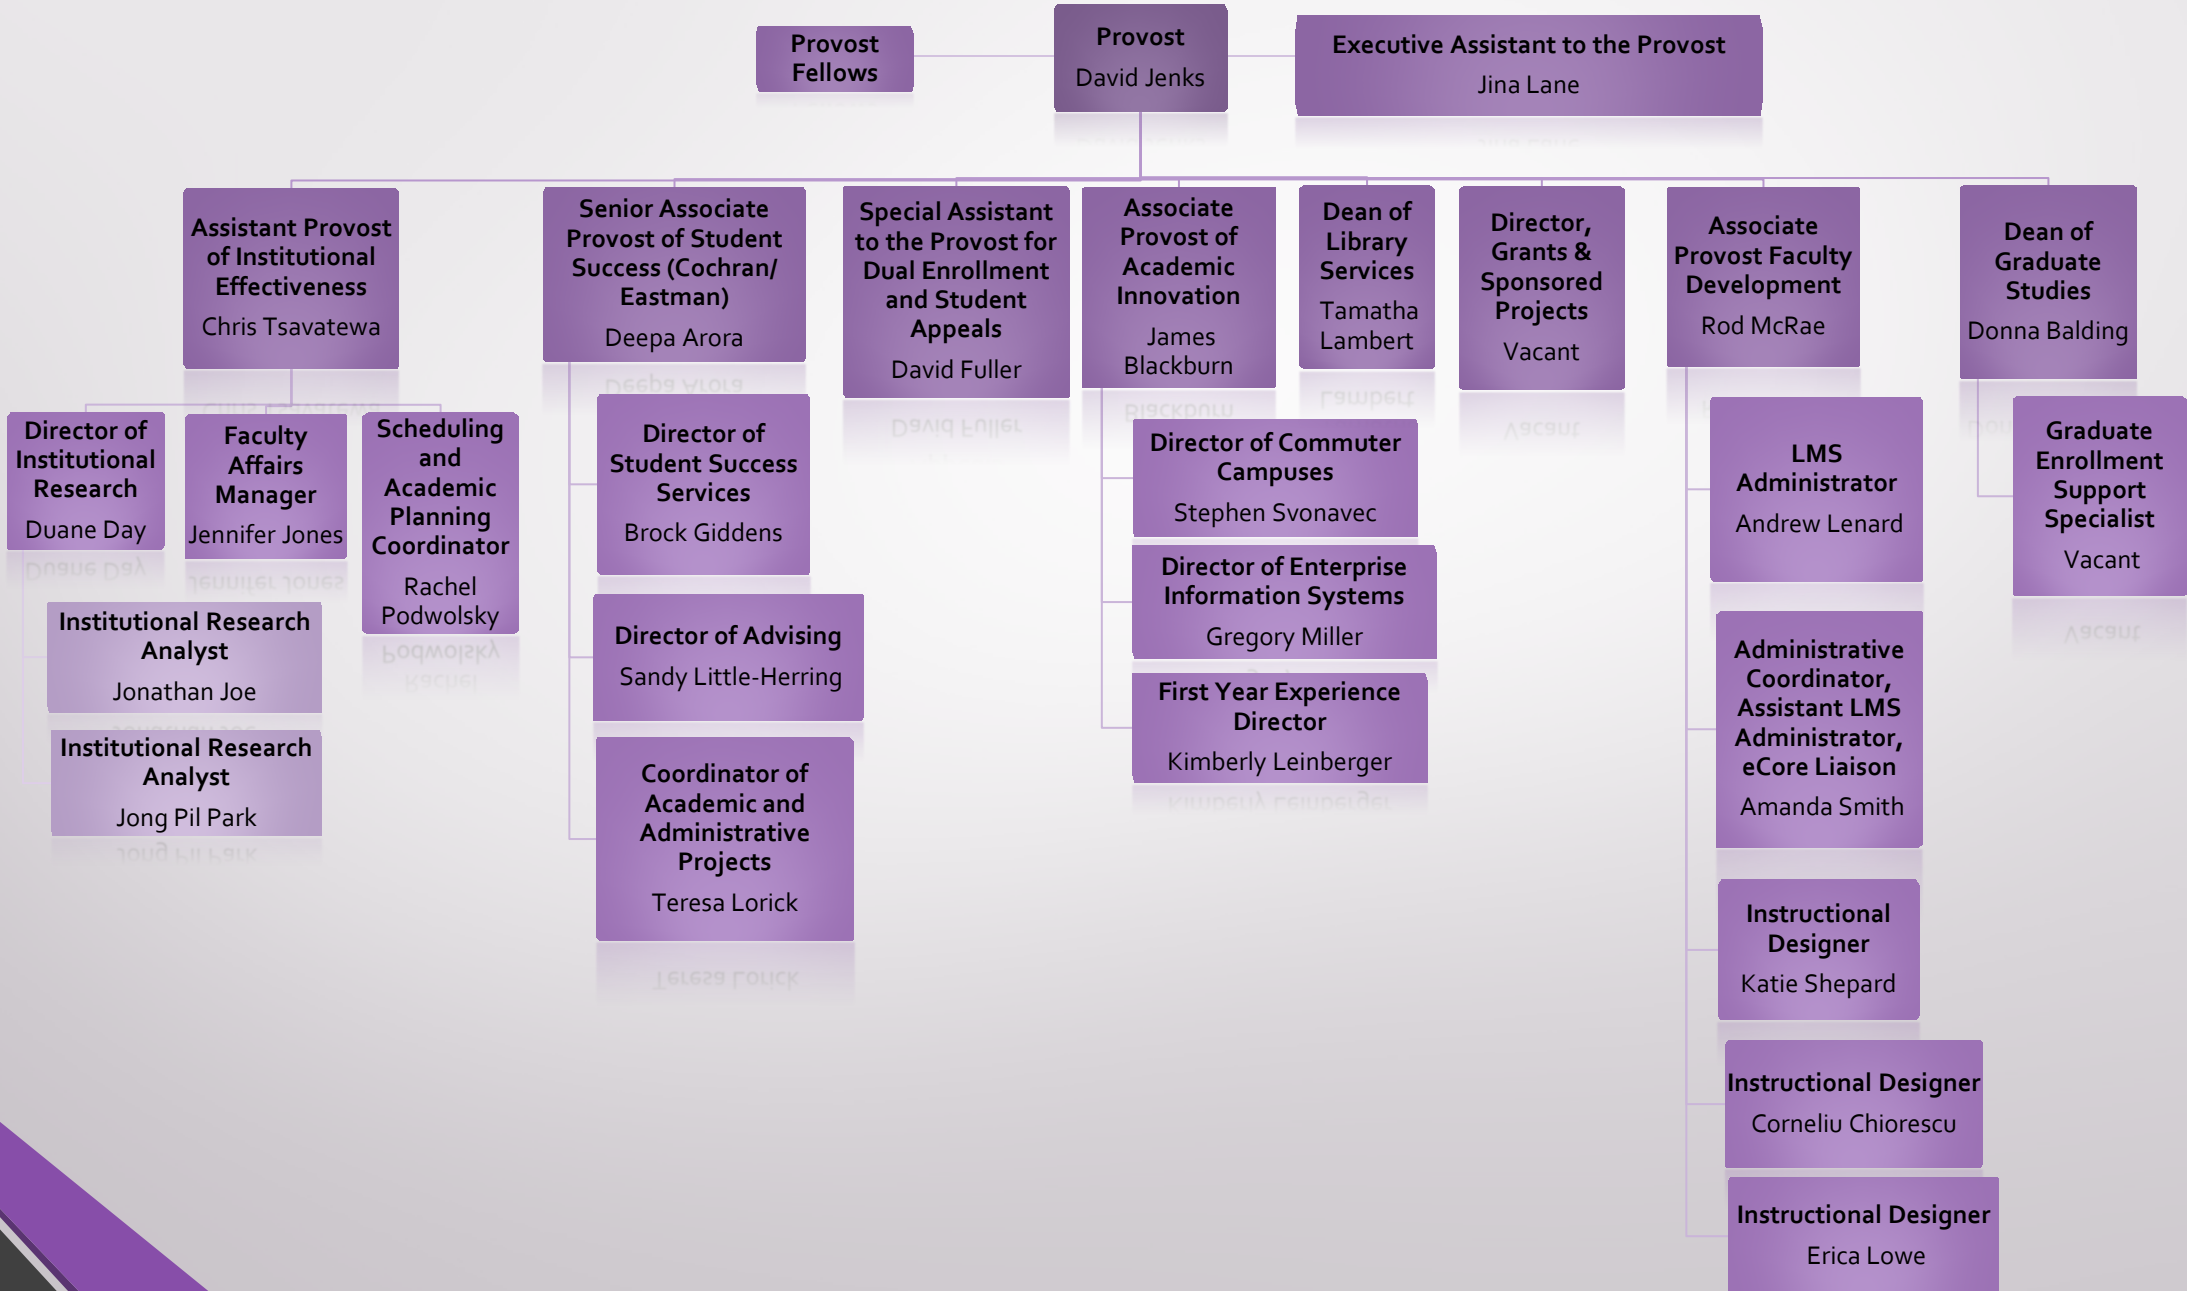 Provost
Fellows
Provost
David Jenks
Executive Assistant to the Provost
Jina Lane
Assistant Provost
of Institutional
Effectiveness
Chris Tsavatewa
Senior Associate
Provost of Student
Success (Cochran/
Eastman)
Deepa Arora
Special Assistant
to the Provost for
Dual Enrollment
and Student
Appeals
David Fuller
Associate
Provost of
Academic
Innovation
James
Blackburn
Dean of
Library
Services
Tamatha
Lambert
Director,
Grants &
Sponsored
Projects
Vacant
Associate
Provost Faculty
Development
Rod McRae
Dean of
Graduate
Studies
Donna Balding
Director of
Institutional
Research
Duane Day
Faculty
Affairs
Manager
Jennifer Jones
Scheduling
and
Academic
Planning
Coordinator
Rachel
Podwolsky
Institutional Research
Analyst
Jonathan Joe
Institutional Research
Analyst
Jong Pil Park
Director of
Student Success
Services
Brock Giddens
Director of Advising
Sandy Little-Herring
Coordinator of
Academic and
Administrative
Projects
Teresa Lorick
Director of Commuter
Campuses
Stephen Svonavec
Director of Enterprise
Information Systems
Gregory Miller
First Year Experience
Director
Kimberly Leinberger
LMS
Administrator
Andrew Lenard
Administrative
Coordinator,
Assistant LMS
Administrator,
eCore Liaison
Amanda Smith
Instructional
Designer
Katie Shepard
Instructional Designer
Corneliu Chiorescu
Instructional Designer
Erica Lowe
Graduate
Enrollment
Support
Specialist
Vacant